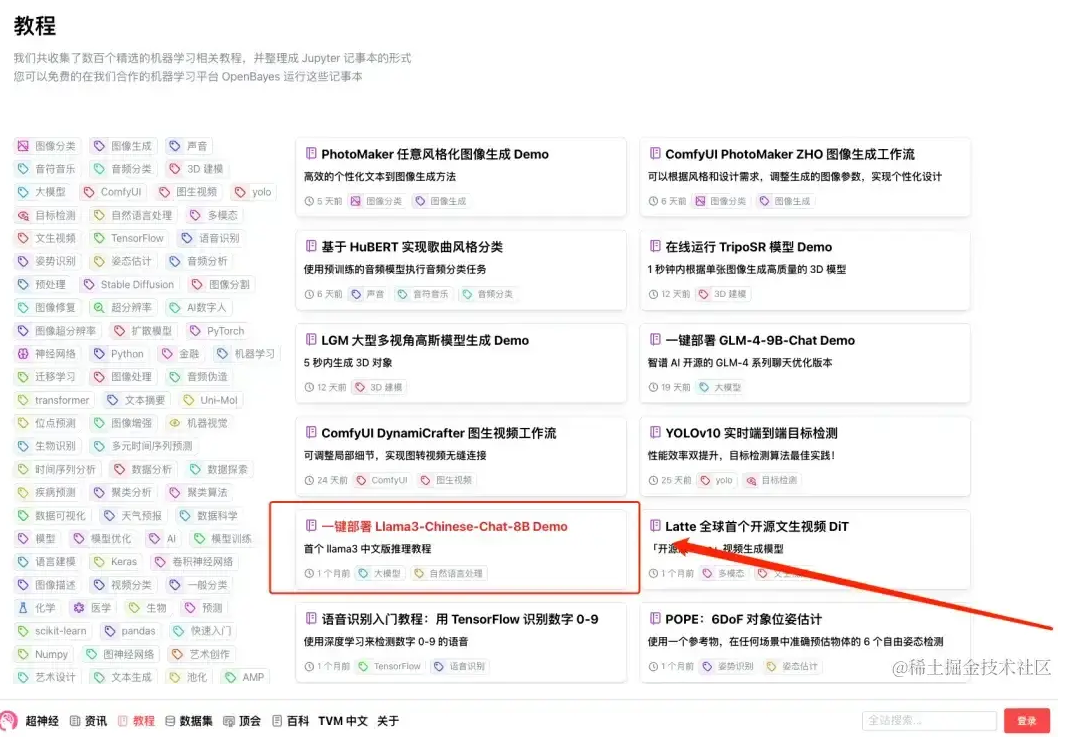 教程
我们共收集了数百个精选的机器学习相关教程，并整理成 Jupyter 记事本的形式
您可以免费的在我们合作的机器学习平台 OpenBayes 运行这些记事本
图像分类 图像生成 声音
音符音乐 音频分类 3D 建模
大模型 ComfyUI 图生视频 yolo
目标检测 自然语言处理 多模态
文生视频 TensorFlow 语音识别
姿势识别 姿态估计 音频分析
预处理 Stable Diffusion 图像分割
图像修复 超分辨率 AI数字人
图像超分辨率 扩散模型 PyTorch
神经网络 Python 金融 机器学习
迁移学习 图像处理 音频伪造
transformer 文本摘要 Uni-Mol
位点预测 图像增强 机器视觉
生物识别 多元时间序列预测
时间序列分析 数据分析 数据探索
疾病预测 聚类分析 聚类算法
数据可视化 天气预报 数据科学
模型 模型优化 AI 模型训练
语言建模 Keras 卷积神经网络
图像描述 视频分类 一般分类
化学 医学 生物 预测
scikit-learn pandas 快速入门
Numpy 图神经网络 艺术创作
艺术设计 文本生成 池化 AMP
PhotoMaker 任意风格化图像生成 Demo
高效的个性化文本到图像生成方法
5 天前 图像分类 图像生成
ComfyUI PhotoMaker ZHO 图像生成工作流
可以根据风格和设计需求，调整生成的图像参数，实现个性化设计
6 天前 图像分类 图像生成
基于 HuBERT 实现歌曲风格分类
使用预训练的音频模型执行音频分类任务
6 天前 声音 音符音乐 音频分类
在线运行 TripoSR 模型 Demo
1 秒钟内根据单张图像生成高质量的 3D 模型
12 天前 3D 建模
LGM 大型多视角高斯模型生成 Demo
5 秒内生成 3D 对象
12 天前 3D 建模
一键部署 GLM-4-9B-Chat Demo
智谱 AI 开源的 GLM-4 系列聊天优化版本
19 天前 大模型
ComfyUI DynamiCrafter 图生视频工作流
可调整局部细节，实现图转视频无缝连接
24 天前 ComfyUI 图生视频
YOLOv10 实时端到端目标检测
性能效率双提升，目标检测算法最佳实践！
25 天前 yolo 目标检测
一键部署 Llama3-Chinese-Chat-8B Demo
首个 llama3 中文版推理教程
1 个月前 大模型 自然语言处理
Latte 全球首个开源文生视频 DiT
「开源 视频生成模型
1 个月前 多模态
语音识别入门教程：用 TensorFlow 识别数字 0-9
使用深度学习来检测数字 0-9 的语音
1 个月前 TensorFlow 语音识别
POPE：6DoF 对象位姿估计
使用一个参考物，在任何场景中准确预估物体的 6 个自由姿态检测
1 个月前 姿势识别 姿态估计
@稀土掘金技术社区
超神经 资讯 教程 数据集 顶会 百科 TVM 中文 关于
全站搜索... 登录